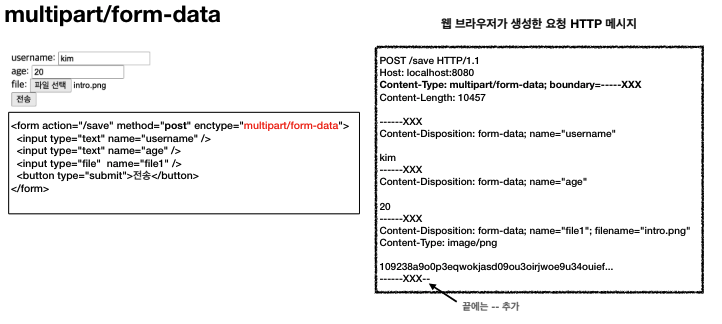 multipart/form-data
username: kim
age: 20
file: 파일 선택 intro.png
전송
<form action="/save" method="post" enctype="multipart/form-data">
<input type="text" name="username" />
<input type="text" name="age" />
<input type="file" name="file1" />
<button type="submit">전송</button>
</form>
웹 브라우저가 생성한 요청 HTTP 메시지
POST /save HTTP/1.1
Host: localhost:8080
Content-Type: multipart/form-data; boundary=-----XXX
Content-Length: 10457
------XXX
Content-Disposition: form-data; name="username"
kim
------XXX
Content-Disposition: form-data; name="age"
20
------XXX
Content-Disposition: form-data; name="file1"; filename="intro.png"
Content-Type: image/png
109238a9o0p3eqwokjasd09ou3oirjwoe9u34ouief...
------XXX--
끝에는 -- 추가